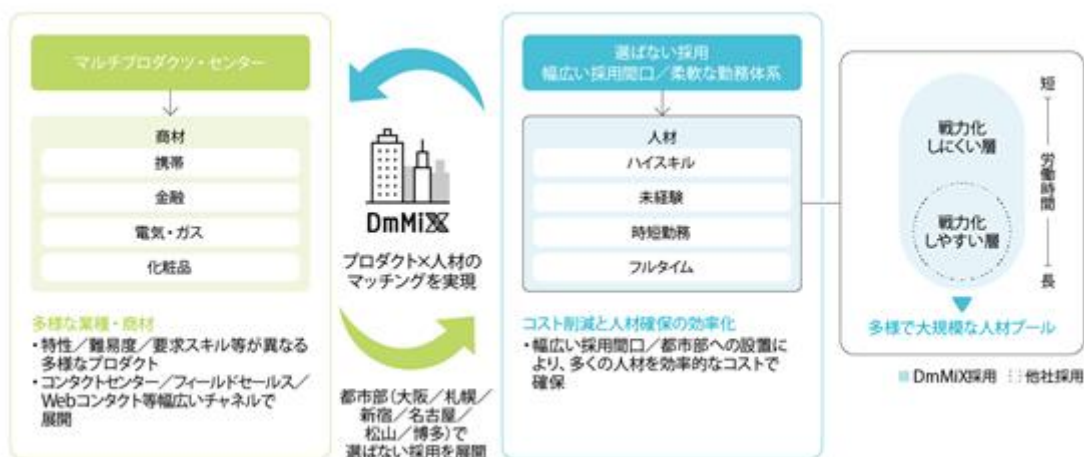 マルチプロダクツ・センター
商材
携帯
金融
電気・ガス
化粧品
多様な業種・商材
・特性／難易度／要求スキル等が異なる
多様なプロダクト
・コンタクトセンター／フィールドセールス／
Webコンタクト等幅広いチャネルで
展開
DmMiX
プロダクト×人材の
マッチングを実現
都市部（大阪／札幌／
新宿／名古屋／
松山／博多）で
選ばない採用を展開
選ばない採用
幅広い採用間口／柔軟な勤務体系
人材
ハイスキル
未経験
時短勤務
フルタイム
コスト削減と人材確保の効率化
・幅広い採用間口／都市部への設置に
より、多くの人材を効率的なコストで
確保
戦力化
しにくい層
戦力化
しやすい層
短
労働時間
長
多様で大規模な人材プール
DmMiX採用
他社採用